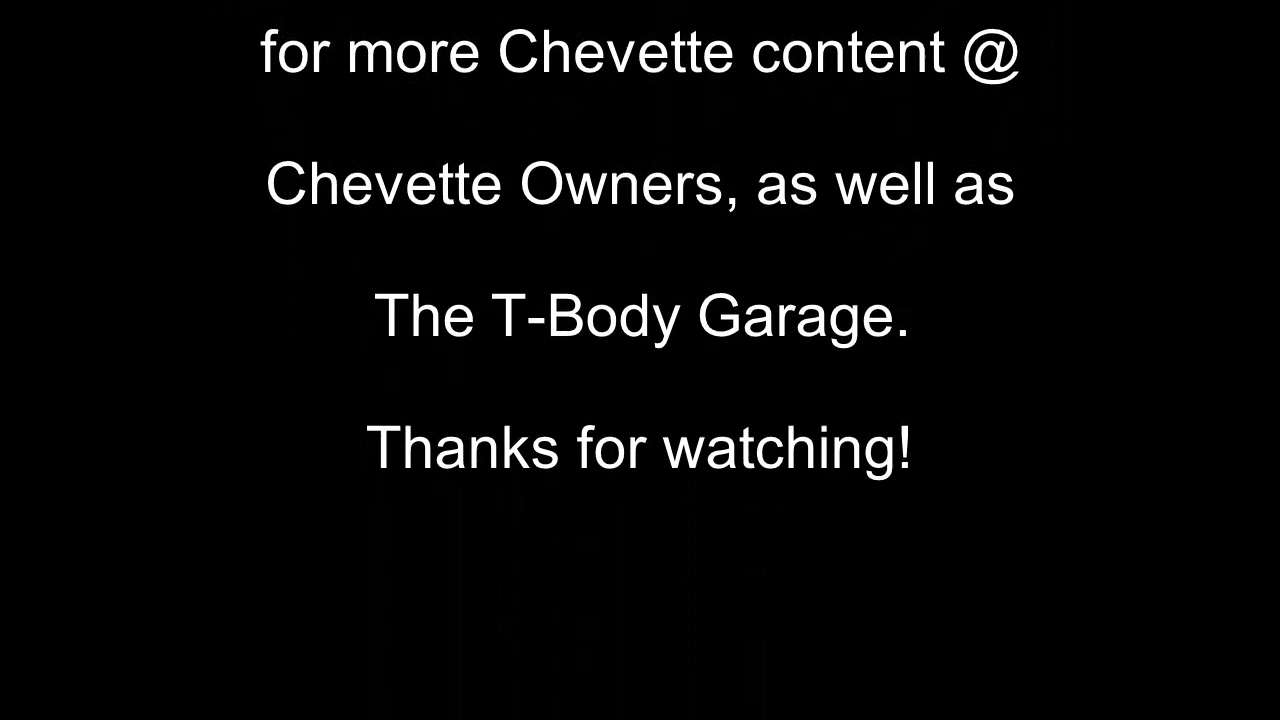 for more Chevette content @
Chevette Owners, as well as
The T-Body Garage.
Thanks for watching!